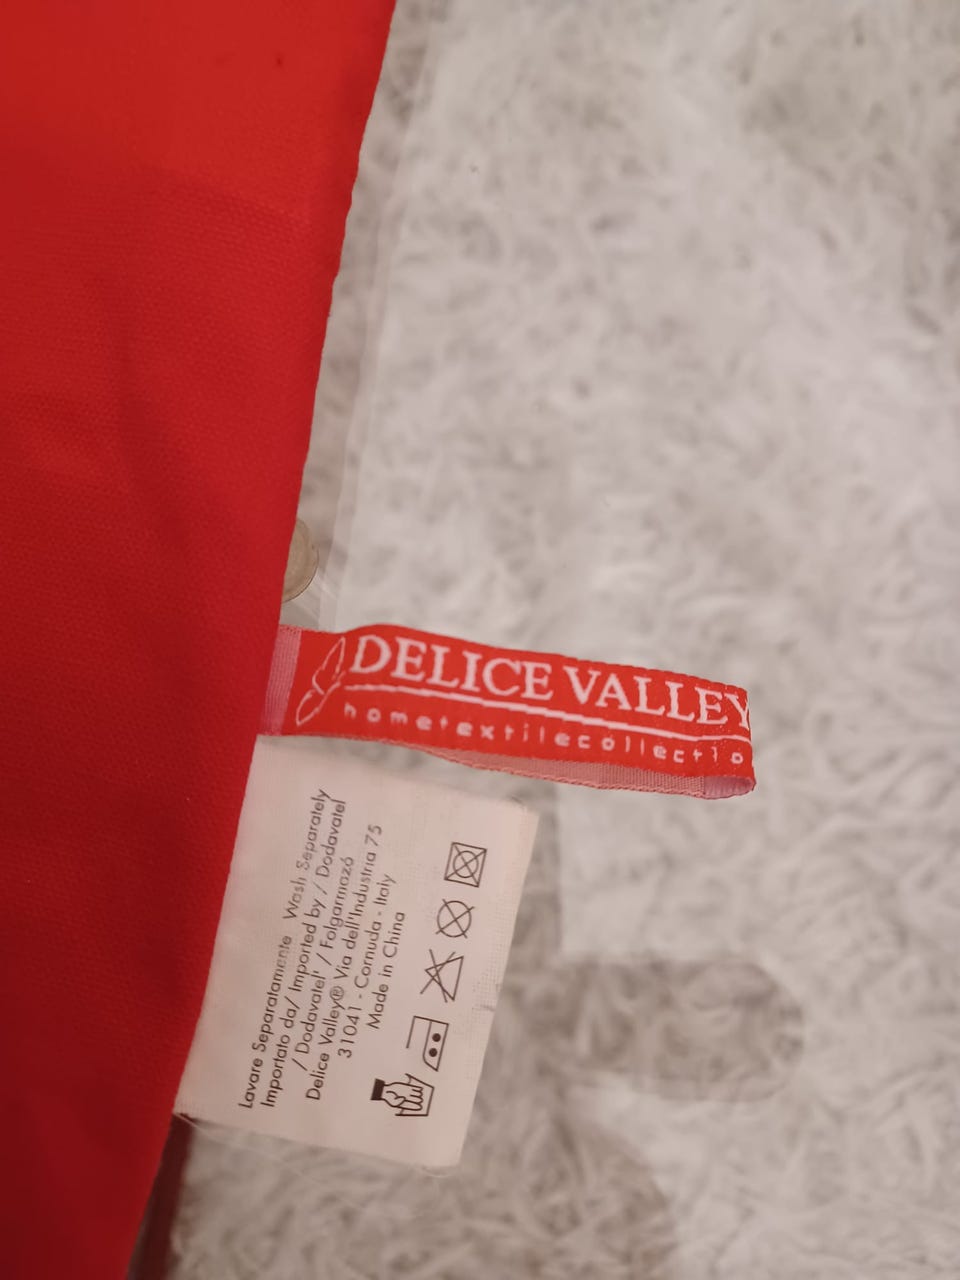 DELICE VALLEY
hometextilecollectio
Lavare Separatamente Wash Separately
Importato da/ Imported by / Dodavatel
/ Dodavatel' / Folgarmazó
Delice Valley® Via dell'Industria 75
31041 - Cornuda - Italy
Made in China